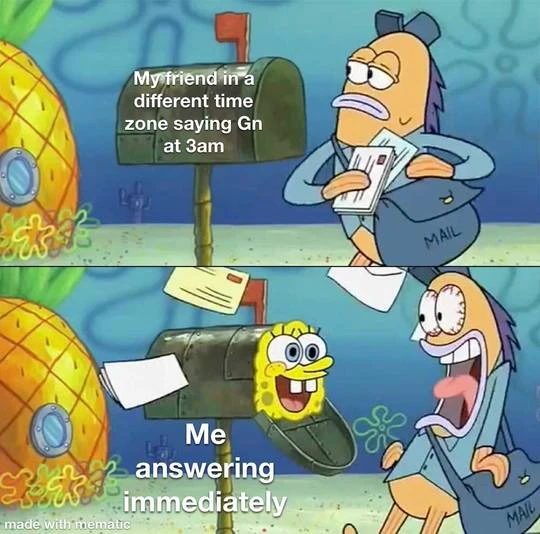 My friend in a
different time
zone saying Gn
at 3am
MAIL
Me
answering
immediately
MAIL
made with mematic